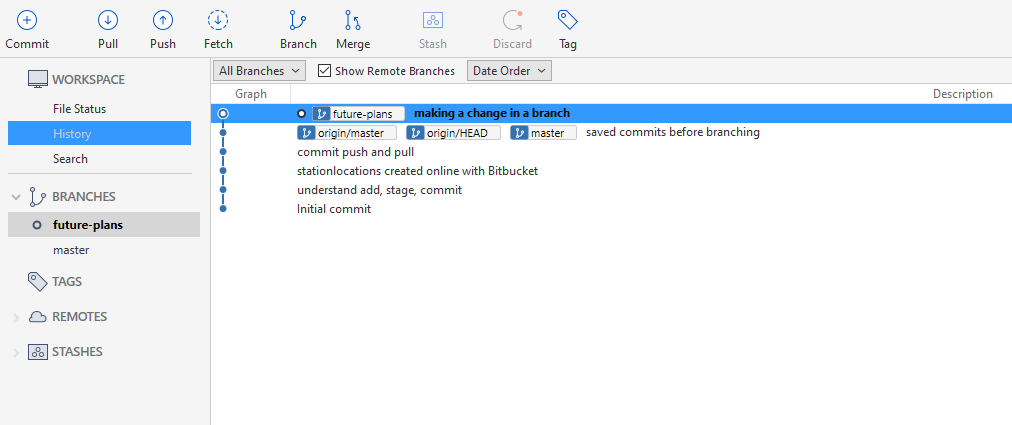 Commit Pull Push Fetch Branch Merge Stash Discard Tag
WORKSPACE
File Status
History
Search
BRANCHES
future-plans
master
TAGS
REMOTES
STASHES
All Branches Show Remote Branches Date Order
Graph Description
future-plans making a change in a branch
origin/master origin/HEAD master saved commits before branching
commit push and pull
stationlocations created online with Bitbucket
understand add, stage, commit
Initial commit